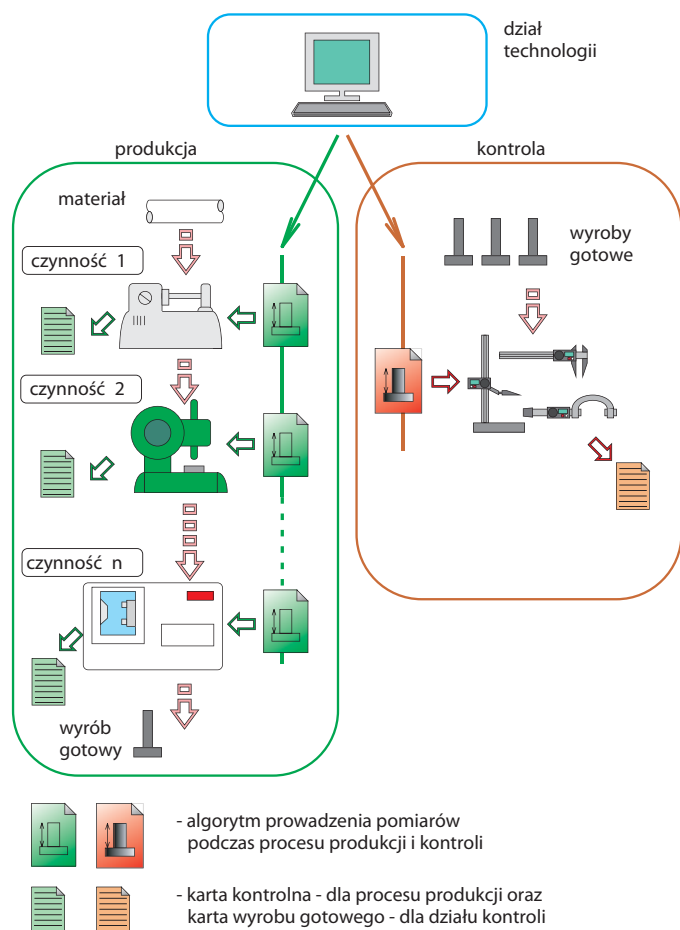 dział
technologii
produkcja
kontrola
materiał
czynność 1
czynność 2
czynność n
wyrób
gotowy
wyroby
gotowe
- algorytm prowadzenia pomiarów
podczas procesu produkcji i kontroli
- karta kontrolna - dla procesu produkcji oraz
karta wyrobu gotowego - dla działu kontroli